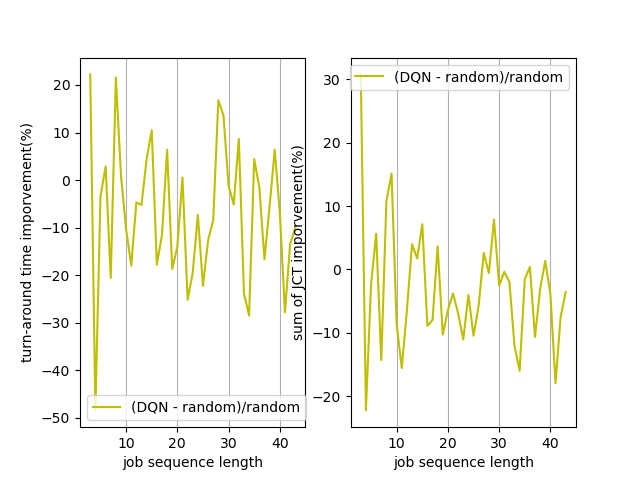 turn-around time imporvement(%)
20
10
0
−10
−20
−30
−40
−50
(DQN - random)/random
10 20 30 40
job sequence length
sum of JCT imporvement(%)
30
20
10
0
−10
−20
(DQN - random)/random
10 20 30 40
job sequence length